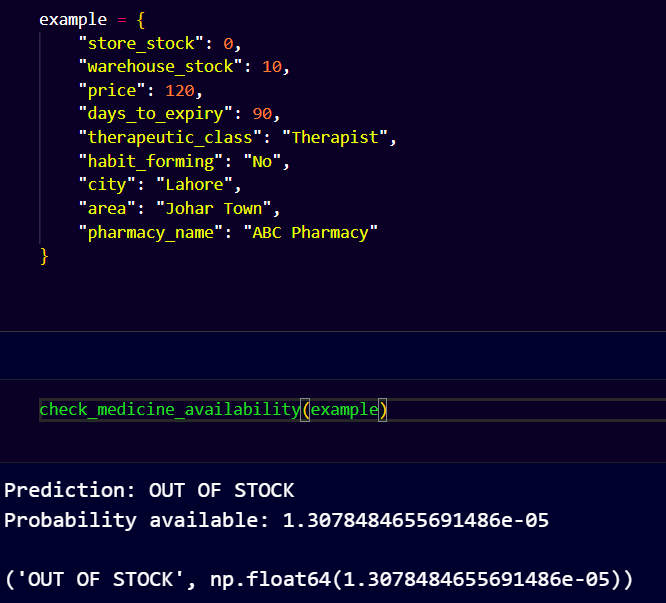 example = {
"store_stock": 0,
"warehouse_stock": 10,
"price": 120,
"days_to_expiry": 90,
"therapeutic_class": "Therapist",
"habit_forming": "No",
"city": "Lahore",
"area": "Johar Town",
"pharmacy_name": "ABC Pharmacy"
}
check_medicine_availability(example)
Prediction: OUT OF STOCK
Probability available: 1.3078484655691486e-05
('OUT OF STOCK', np.float64(1.3078484655691486e-05))